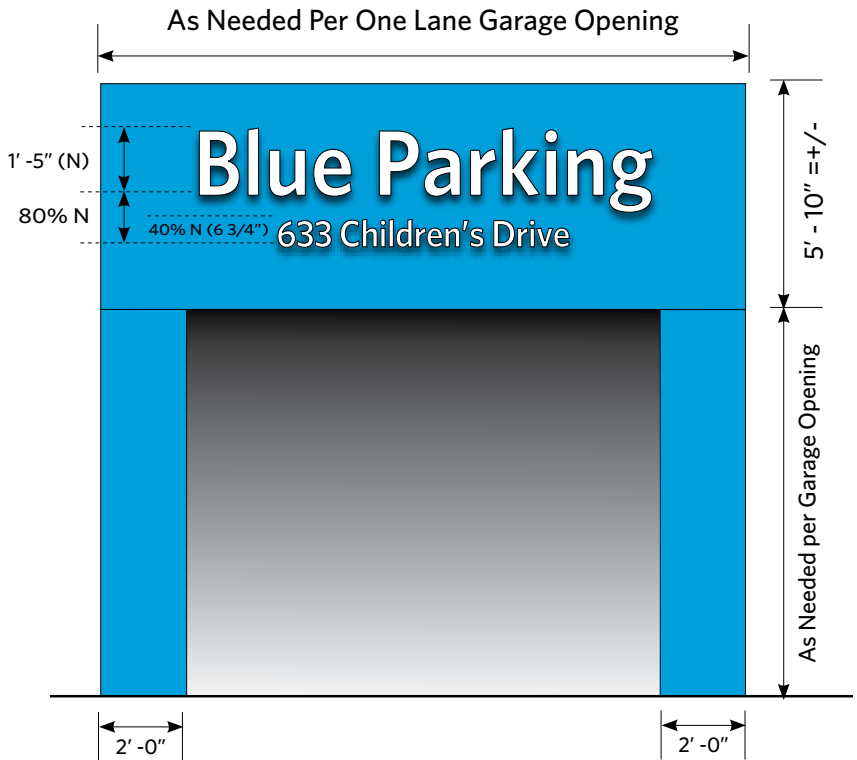 As Needed Per One Lane Garage Opening
1' -5" (N)
Blue Parking
80% N
40% N (6 3/4")
633 Children's Drive
5' - 10" =+/-
As Needed per Garage Opening
2' -0"
2' -0"